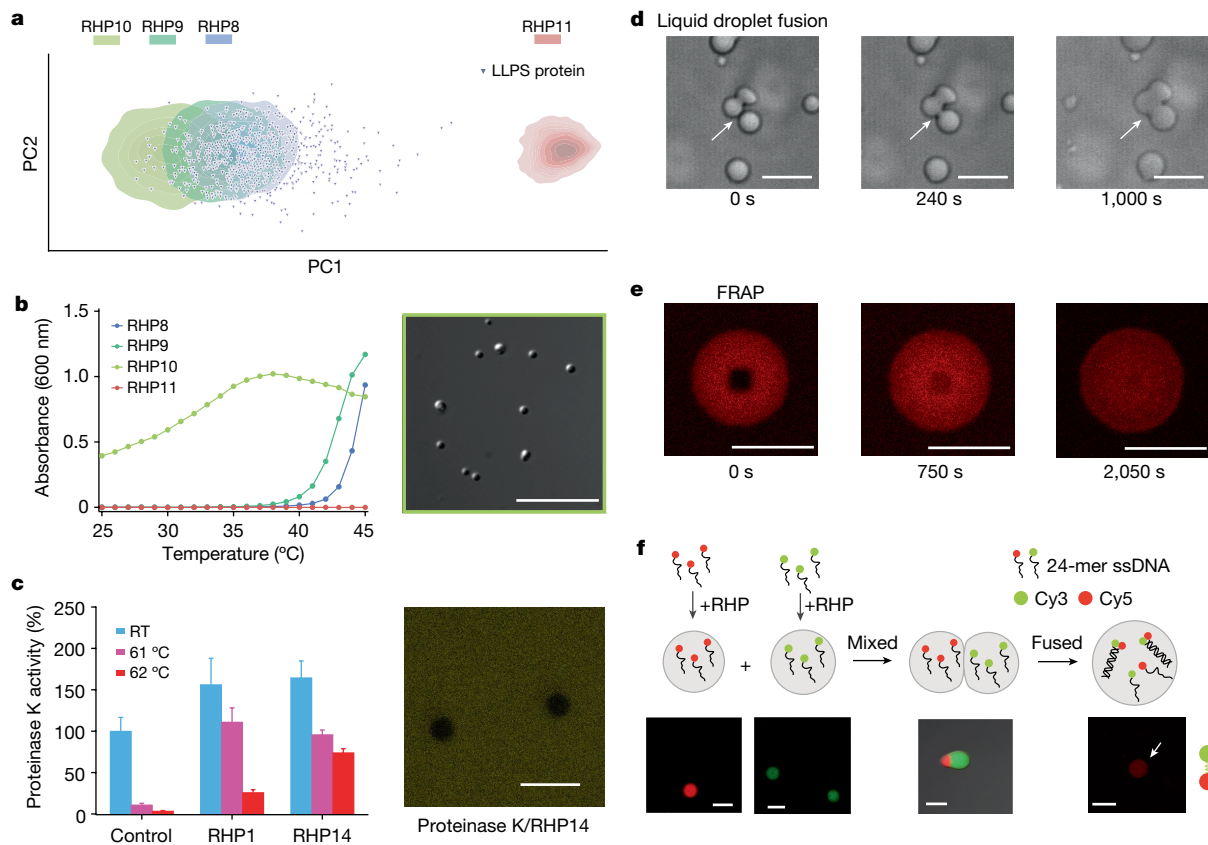 a
RHP10 RHP9 RHP8 RHP11
LLPS protein
PC2
PC1
b
1.5
1.0
0.5
0
Absorbance (600 nm)
RHP8
RHP9
RHP10
RHP11
25 30 35 40 45
Temperature (ºC)
c
250
200
150
100
50
0
Proteinase K activity (%)
RT
61 ºC
62 ºC
Control RHP1 RHP14
Proteinase K/RHP14
d Liquid droplet fusion
0 s 240 s 1,000 s
e
FRAP
0 s 750 s 2,050 s
f
24-mer ssDNA
Cy3 Cy5
+RHP +RHP
Mixed Fused
+